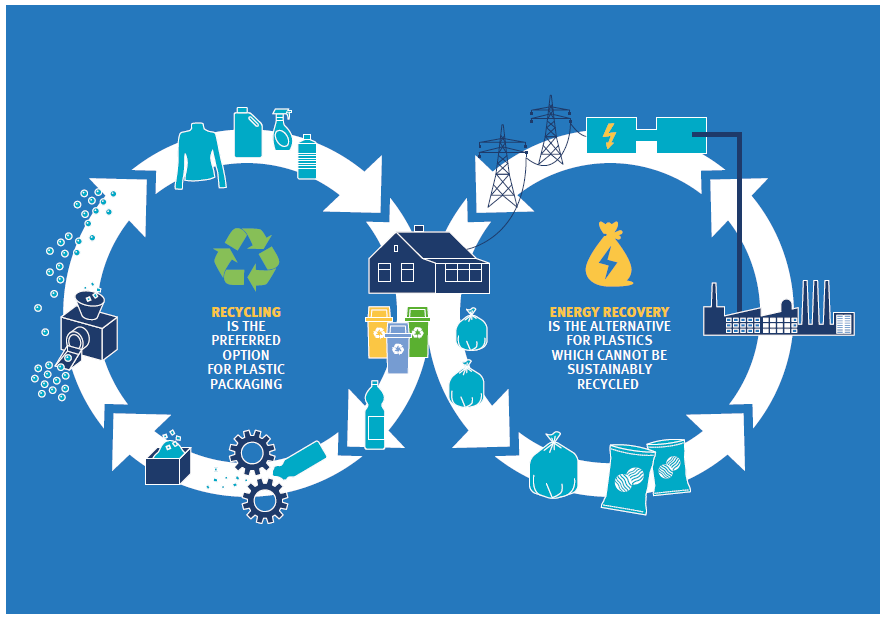 RECYCLING
IS THE
PREFERRED
OPTION
FOR PLASTIC
PACKAGING
ENERGY RECOVERY
IS THE ALTERNATIVE
FOR PLASTICS
WHICH CANNOT BE
SUSTAINABLY
RECYCLED